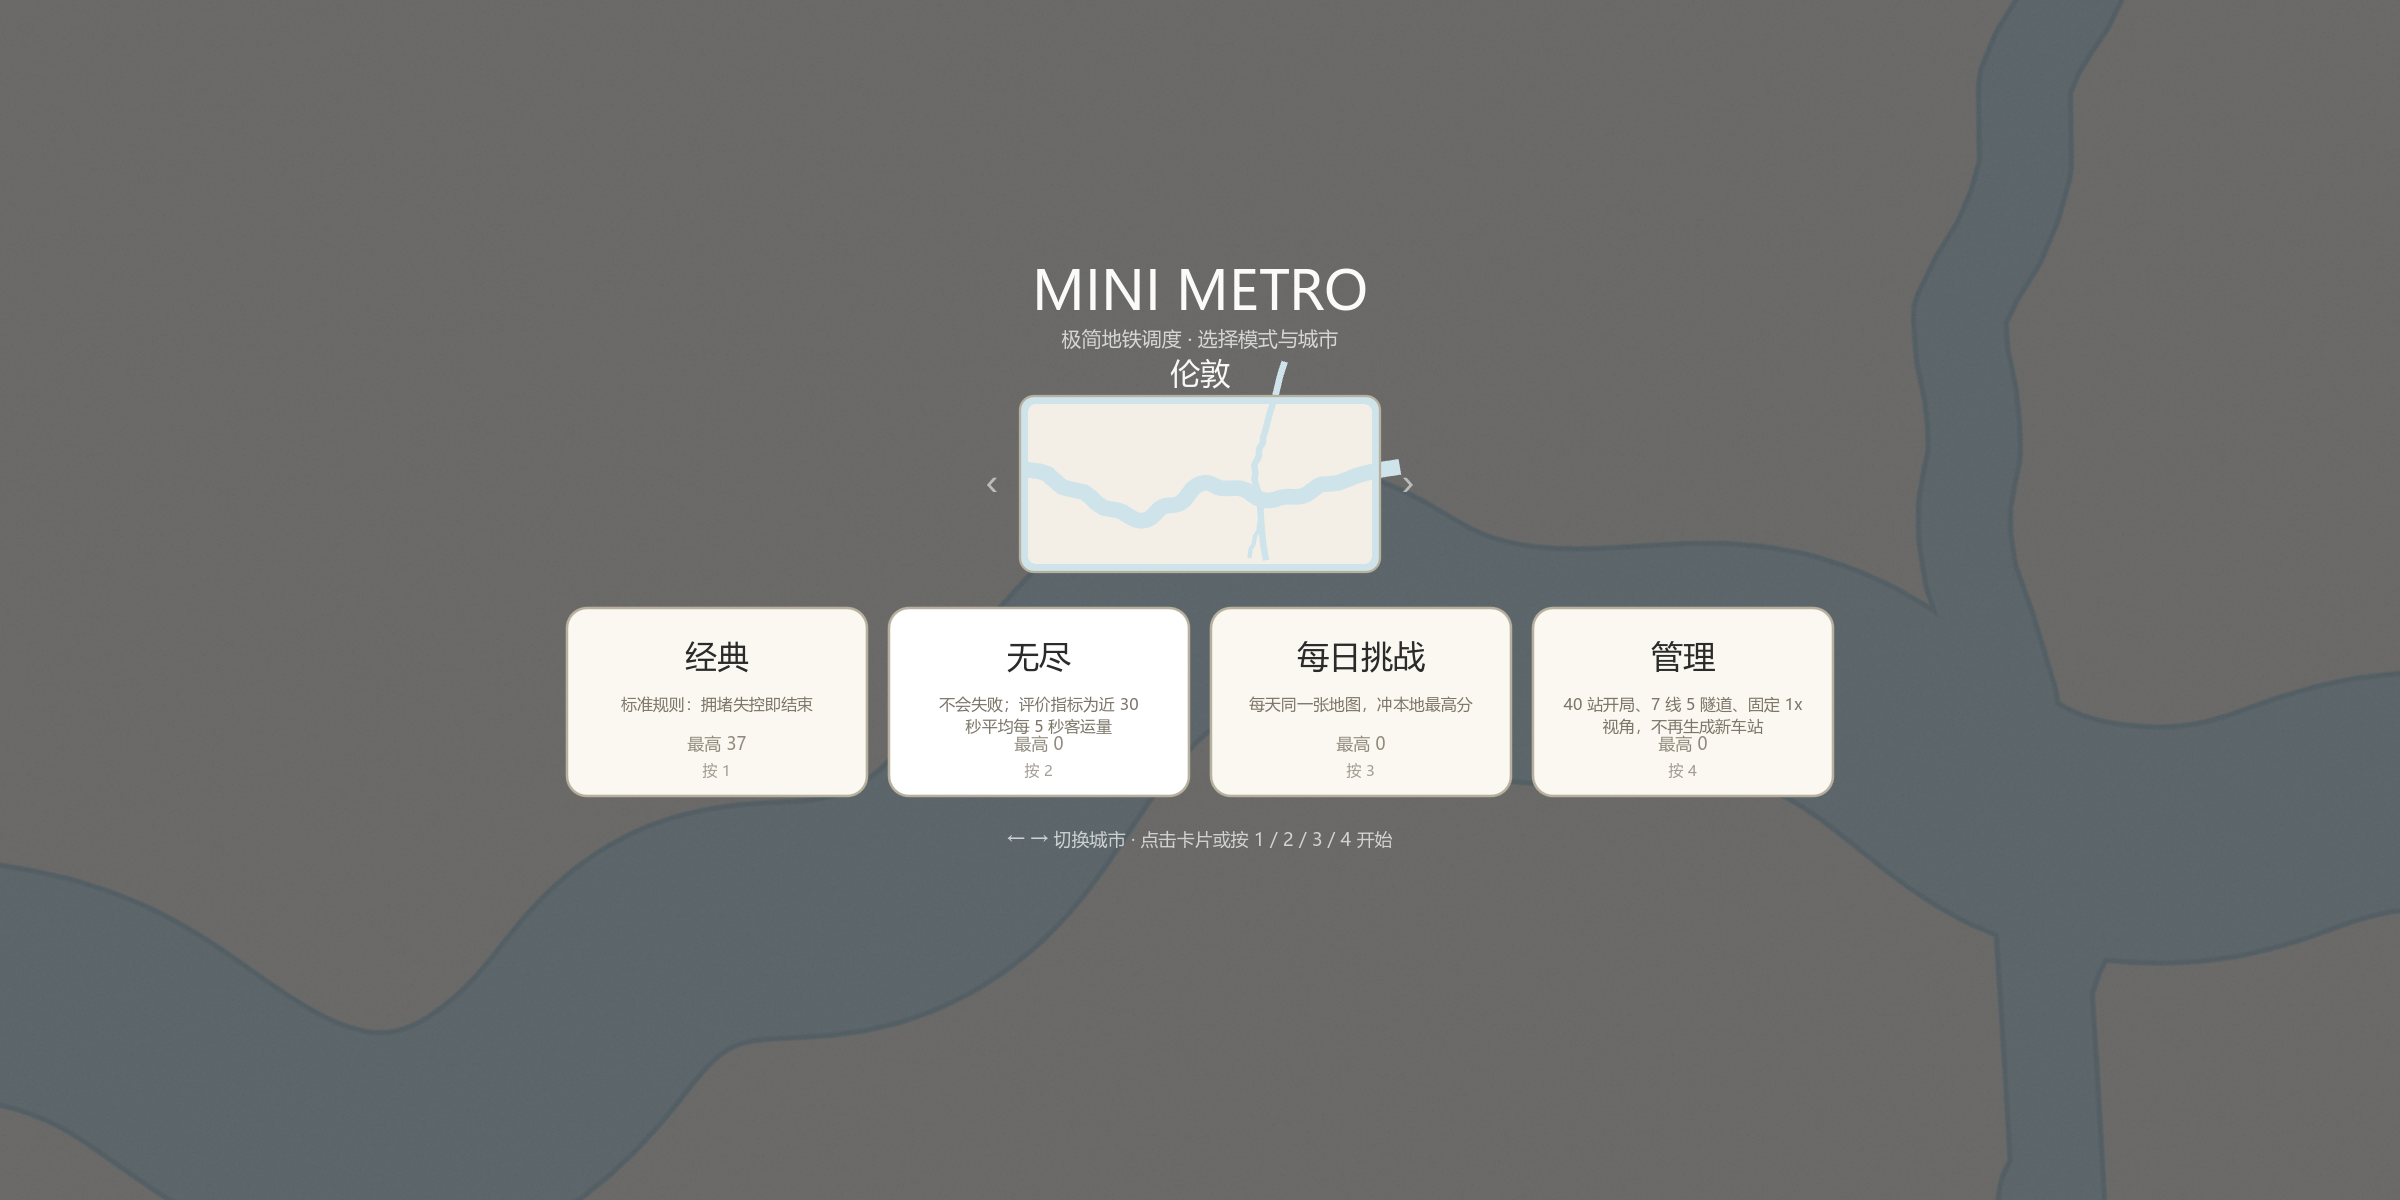 MINI METRO
极简地铁调度 · 选择模式与城市
伦敦
‹ ›
经典
标准规则：拥堵失控即结束
最高 37
按 1
无尽
不会失败；评价指标为近 30
秒平均每 5 秒客运量
最高 0
按 2
每日挑战
每天同一张地图，冲本地最高分
最高 0
按 3
管理
40 站开局、7 线 5 隧道、固定 1x
视角，不再生成新车站
最高 0
按 4
← → 切换城市 · 点击卡片或按 1 / 2 / 3 / 4 开始